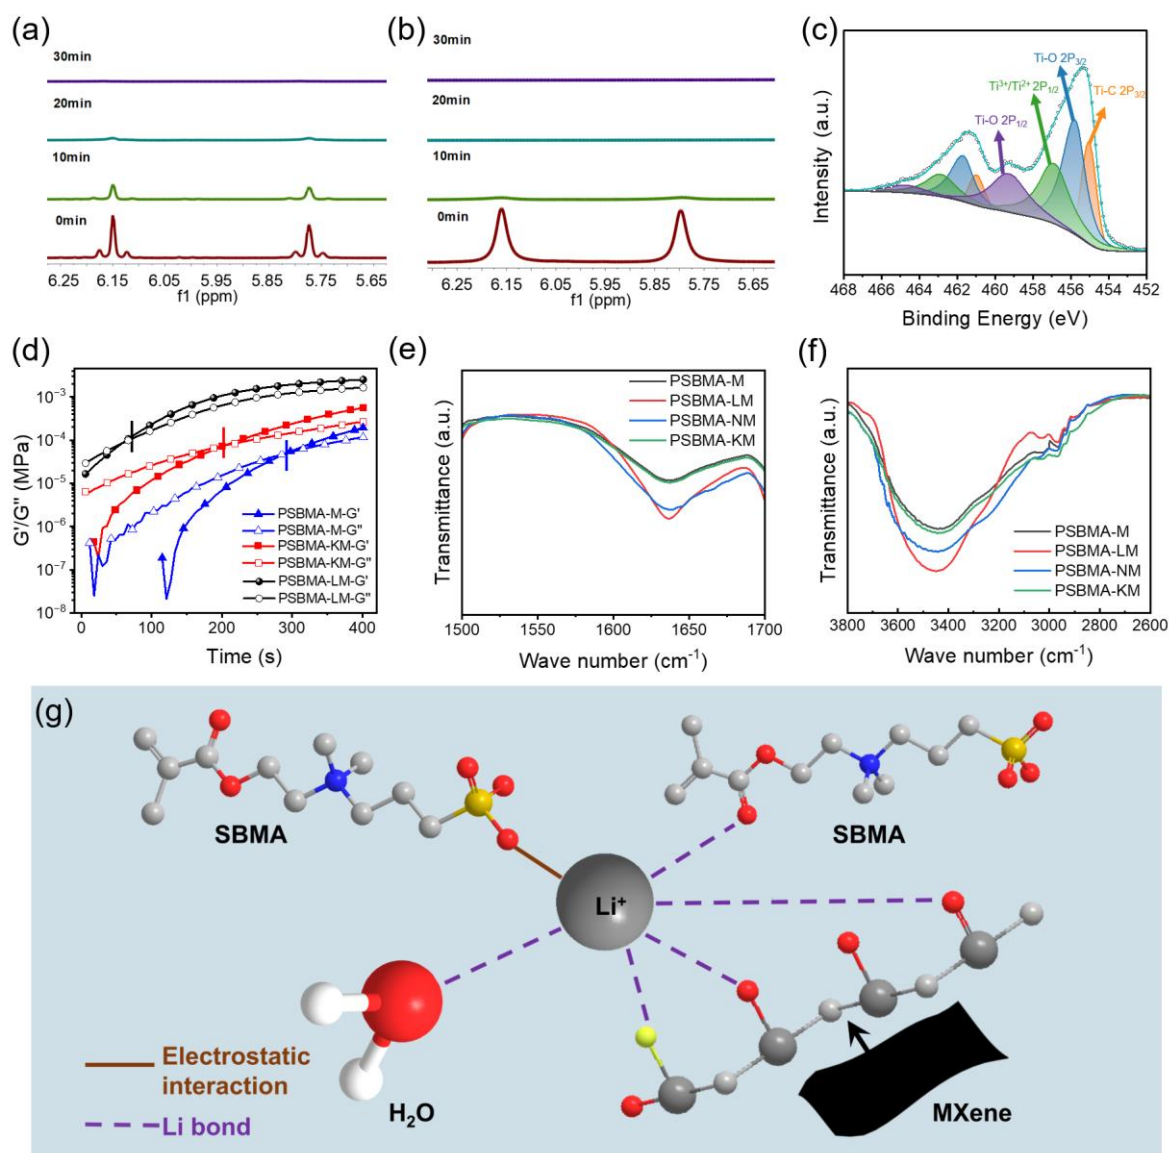 (a)
30min
20min
10min
0min
6.25 6.15 6.05 5.95 5.85 5.75 5.65
f1 (ppm)
(b)
30min
20min
10min
0min
6.25 6.15 6.05 5.95 5.85 5.75 5.65
f1 (ppm)
(c)
Ti-O 2P3/2
Ti³⁺/Ti²⁺ 2P1/2
Ti-C 2P3/2
Ti-O 2P1/2
Intensity (a.u.)
468 466 464 462 460 458 456 454 452
Binding Energy (eV)
(d)
G'/G'' (MPa)
10⁻³
10⁻⁴
10⁻⁵
10⁻⁶
10⁻⁷
10⁻⁸
PSBMA-M-G'
PSBMA-M-G''
PSBMA-KM-G'
PSBMA-KM-G''
PSBMA-LM-G'
PSBMA-LM-G''
0 100 200 300 400
Time (s)
(e)
Transmittance (a.u.)
PSBMA-M
PSBMA-LM
PSBMA-NM
PSBMA-KM
1500 1550 1600 1650 1700
Wave number (cm⁻¹)
(f)
Transmittance (a.u.)
PSBMA-M
PSBMA-LM
PSBMA-NM
PSBMA-KM
3800 3600 3400 3200 3000 2800 2600
Wave number (cm⁻¹)
(g)
SBMA
SBMA
Li⁺
Electrostatic
interaction
Li bond
H₂O
MXene